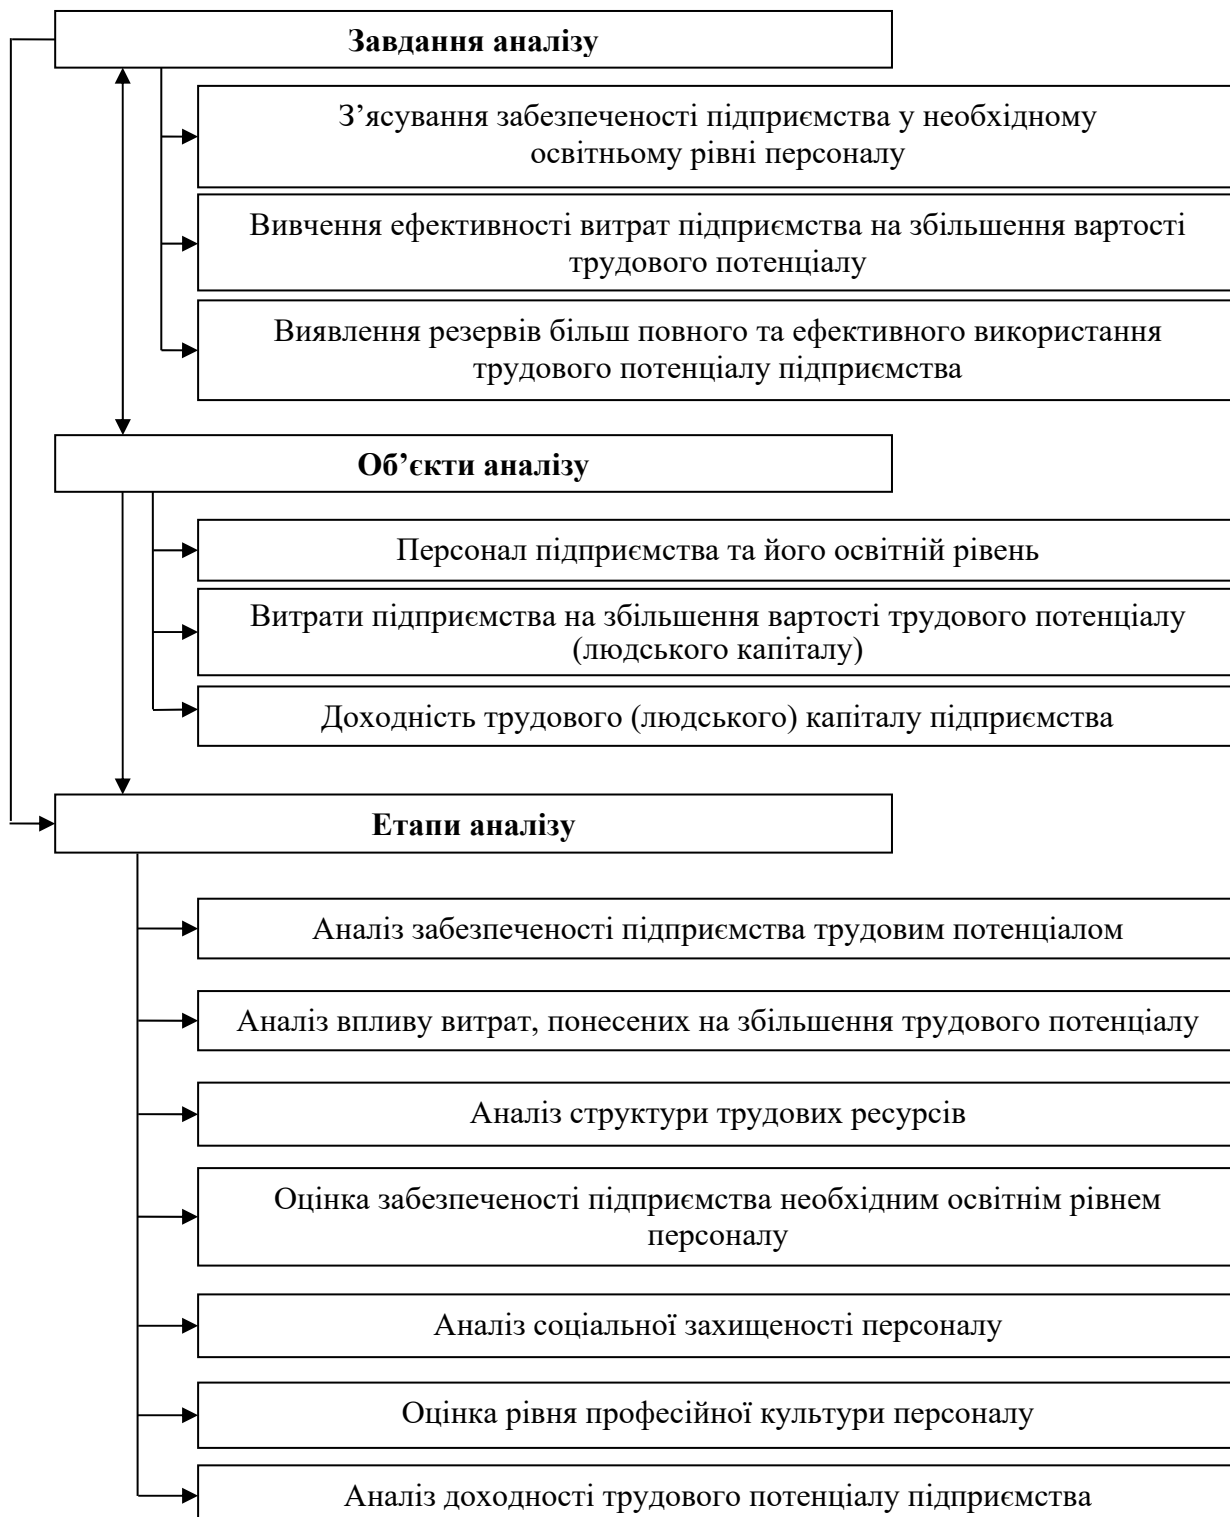 Завдання аналізу
З’ясування забезпеченості підприємства у необхідному
освітньому рівні персоналу
Вивчення ефективності витрат підприємства на збільшення вартості
трудового потенціалу
Виявлення резервів більш повного та ефективного використання
трудового потенціалу підприємства
Об’єкти аналізу
Персонал підприємства та його освітній рівень
Витрати підприємства на збільшення вартості трудового потенціалу
(людського капіталу)
Доходність трудового (людського) капіталу підприємства
Етапи аналізу
Аналіз забезпеченості підприємства трудовим потенціалом
Аналіз впливу витрат, понесених на збільшення трудового потенціалу
Аналіз структури трудових ресурсів
Оцінка забезпеченості підприємства необхідним освітнім рівнем
персоналу
Аналіз соціальної захищеності персоналу
Оцінка рівня професійної культури персоналу
Аналіз доходності трудового потенціалу підприємства